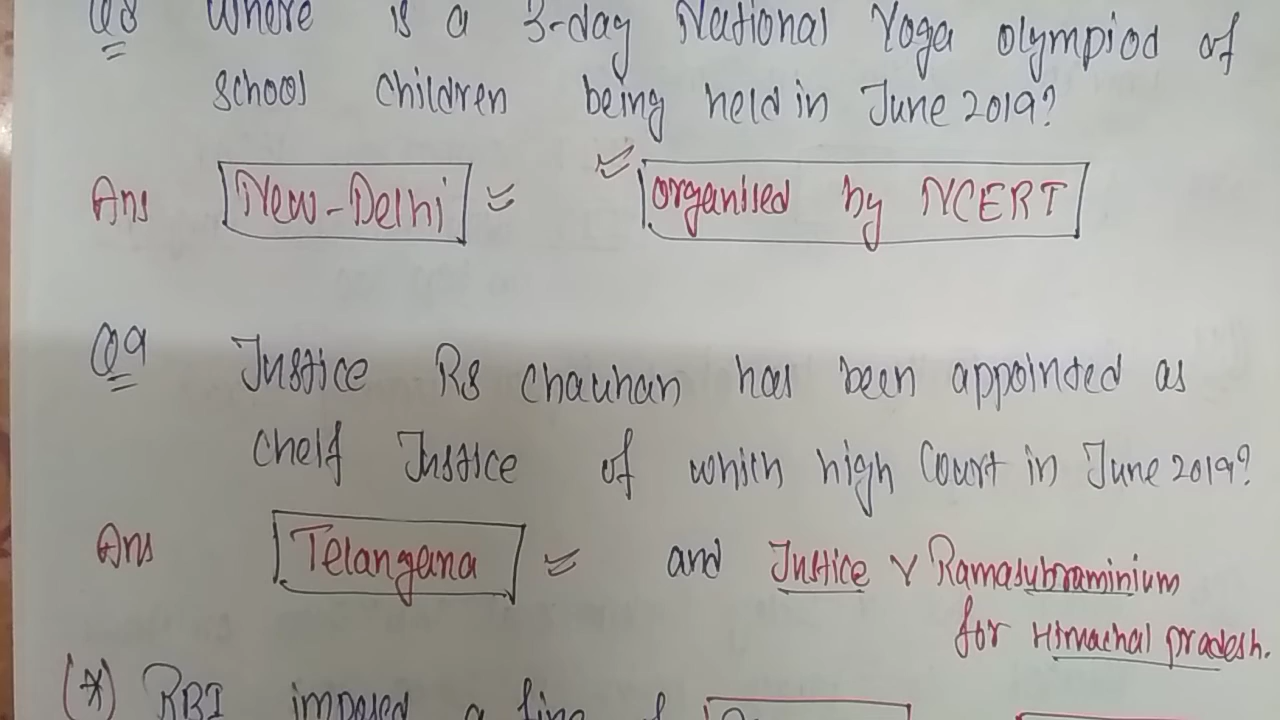 Q8 Where is a 3-day National Yoga olympiod of
school children being held in June 2019?
Ans New-Delhi organised by NCERT
Q9 Justice RS chauhan has been appointed as
cheif Justice of which high Court in June 2019?
Ans Telangana and Justice V Ramasubraminium
for Himachal pradesh.
(*) RBI imposed a fine of